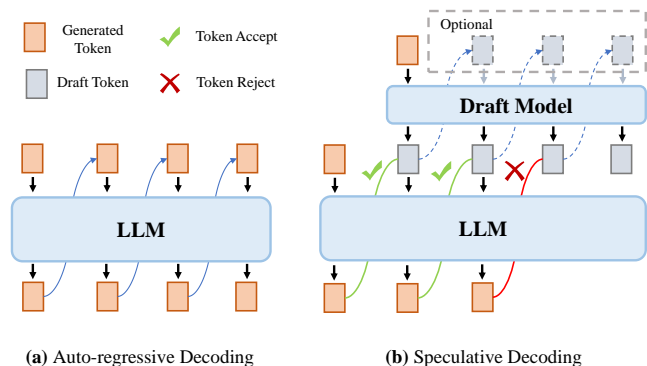 Generated
Token
Token Accept
Draft Token
Token Reject
LLM
(a) Auto-regressive Decoding
Optional
Draft Model
LLM
(b) Speculative Decoding